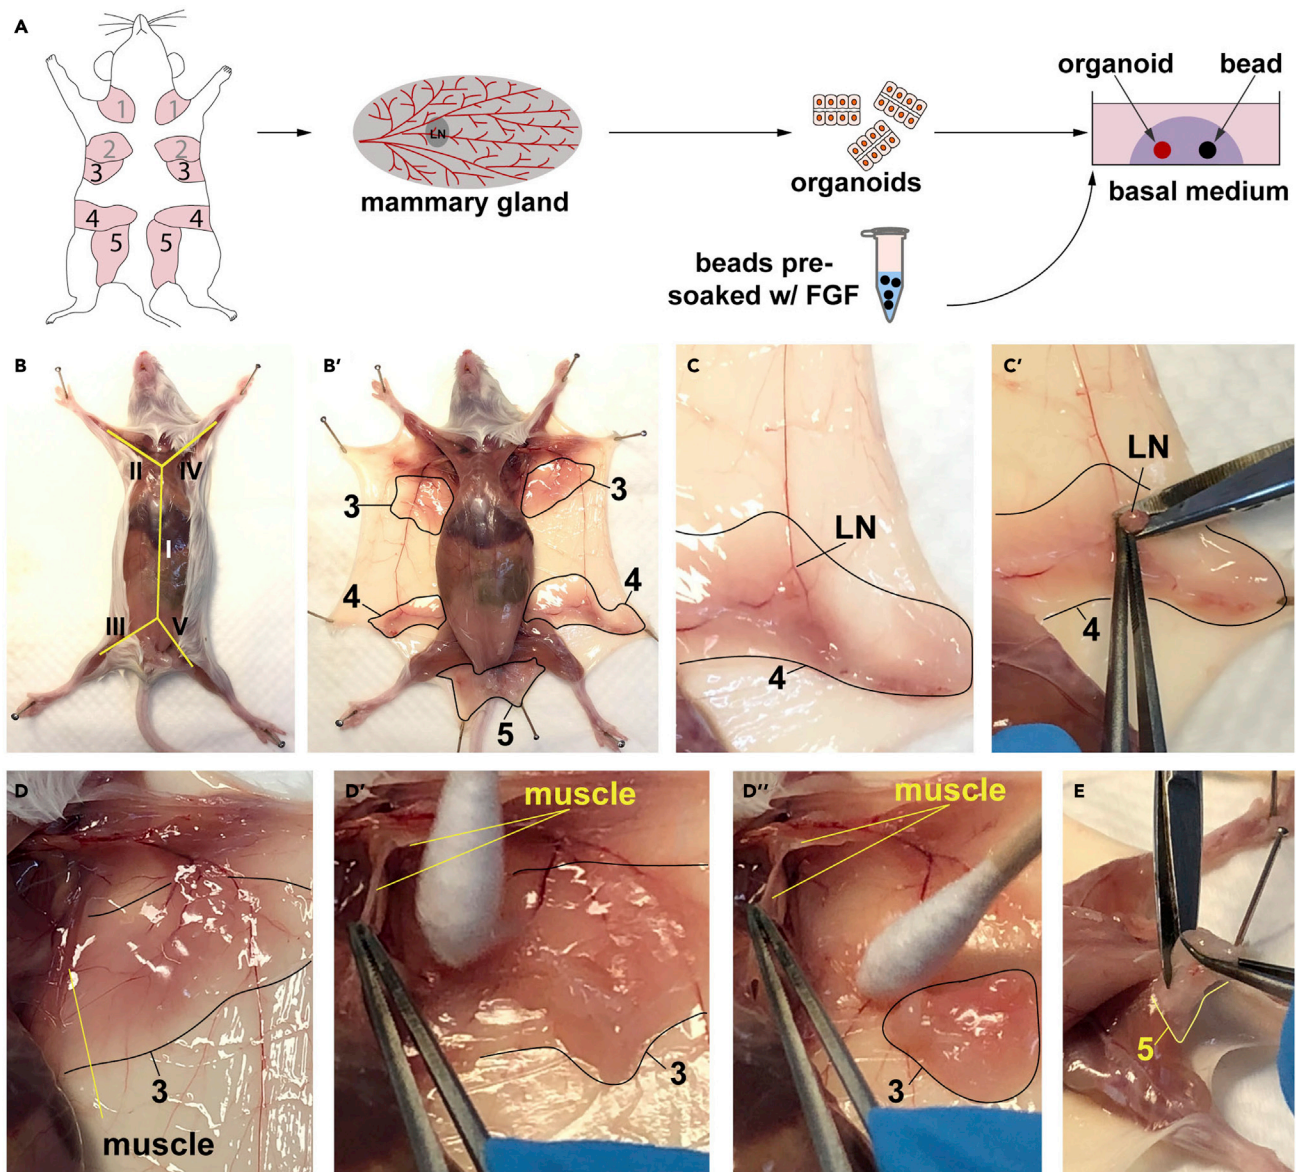 A
1
1
2
2
3
3
4
4
5
5
LN
mammary gland
organoids
beads pre-
soaked w/ FGF
organoid
bead
basal medium
B
II
IV
I
III
V
B′
3
3
4
4
5
C
LN
4
C′
LN
4
D
3
muscle
D′
muscle
3
D′′
muscle
3
E
5